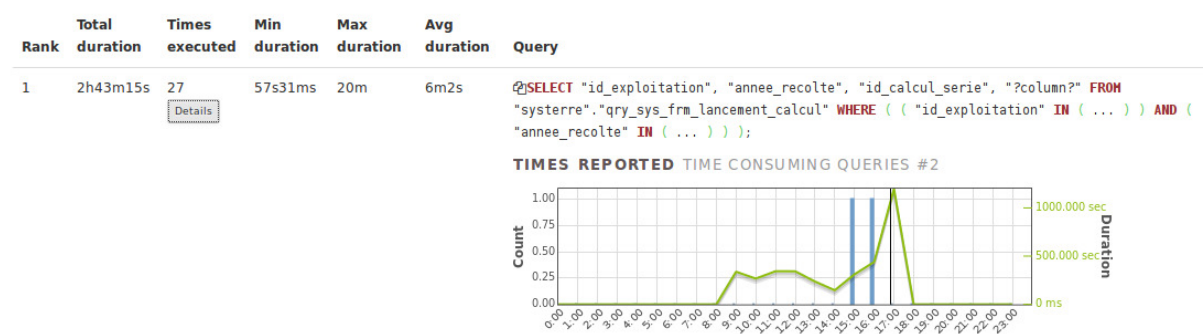 Rank Total duration Times executed Min duration Max duration Avg duration Query
1 2h43m15s 27 57s31ms 20m 6m2s SELECT "id_exploitation", "annee_recolte", "id_calcul_serie", "?column?" FROM
Details "systerre"."qry_sys_frm_lancement_calcul" WHERE ( ( "id_exploitation" IN ( ... ) ) AND (
"annee_recolte" IN ( ... ) ) );
TIMES REPORTED TIME CONSUMING QUERIES #2
Count
1.00
0.75
0.50
0.25
0.00
1000.000 sec
500.000 sec
0 ms
Duration
0:00 1:00 2:00 3:00 4:00 5:00 6:00 7:00 8:00 9:00 10:00 11:00 12:00 13:00 14:00 15:00 16:00 17:00 18:00 19:00 20:00 21:00 22:00 23:00